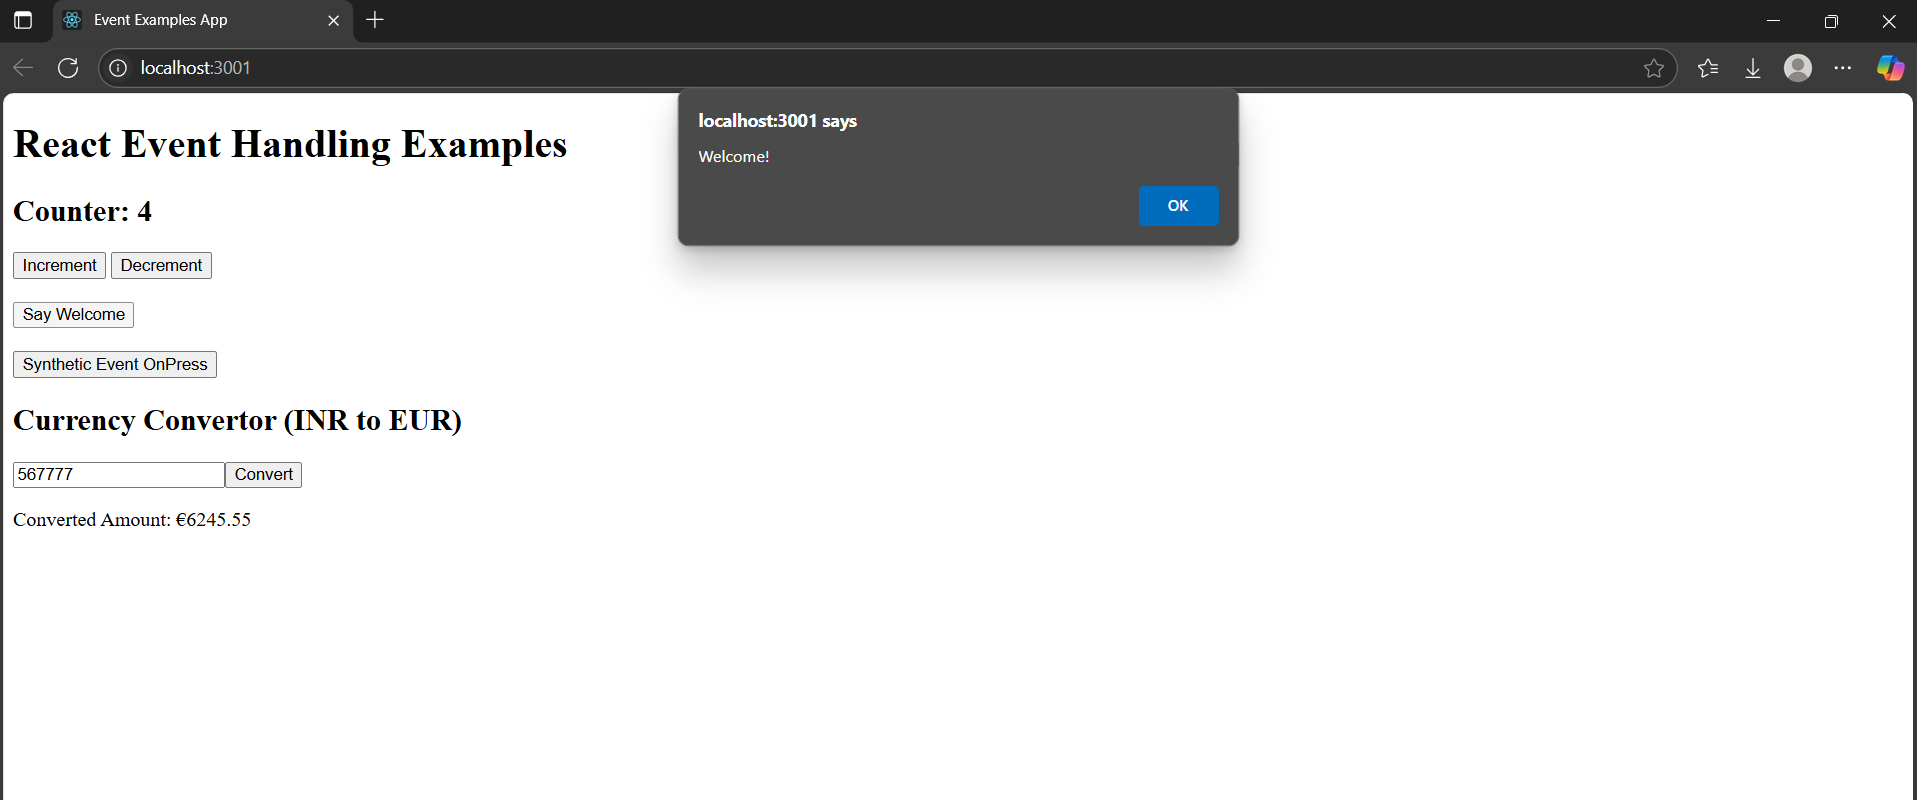 Event Examples App
localhost:3001
localhost:3001 says
Welcome!
OK
React Event Handling Examples
Counter: 4
Increment Decrement
Say Welcome
Synthetic Event OnPress
Currency Convertor (INR to EUR)
567777 Convert
Converted Amount: €6245.55